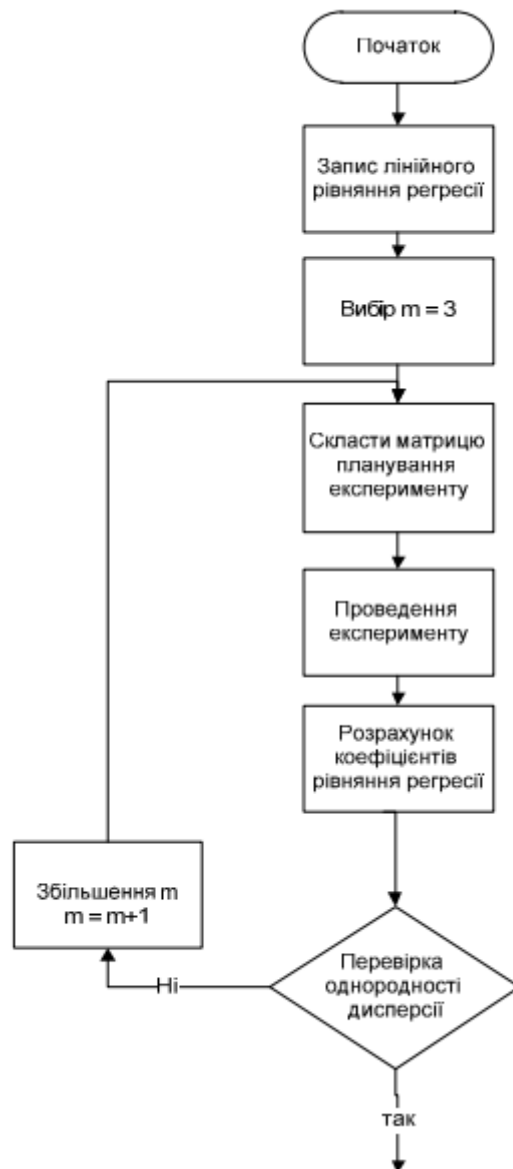 Початок
Запис лінійного
рівняння регресії
Вибір m = 3
Скласти матрицю
планування
експерименту
Проведення
експерименту
Розрахунок
коефіцієнтів
рівняння регресії
Збільшення m
m = m+1
Ні
Перевірка
однородності
дисперсії
так